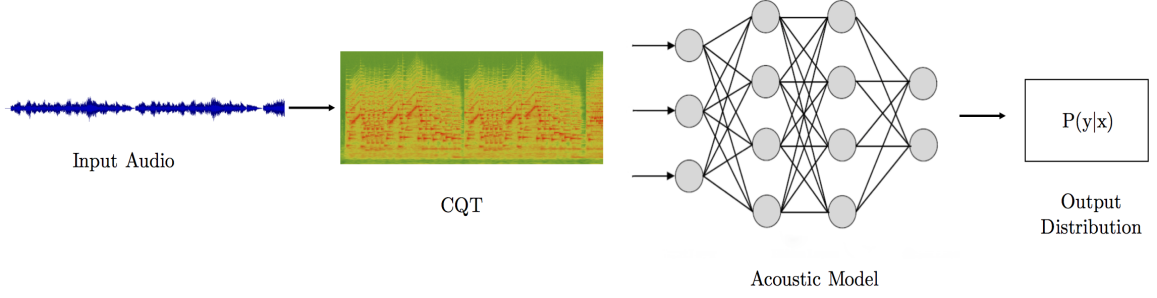 Input Audio
CQT
Acoustic Model
P(y|x)
Output
Distribution